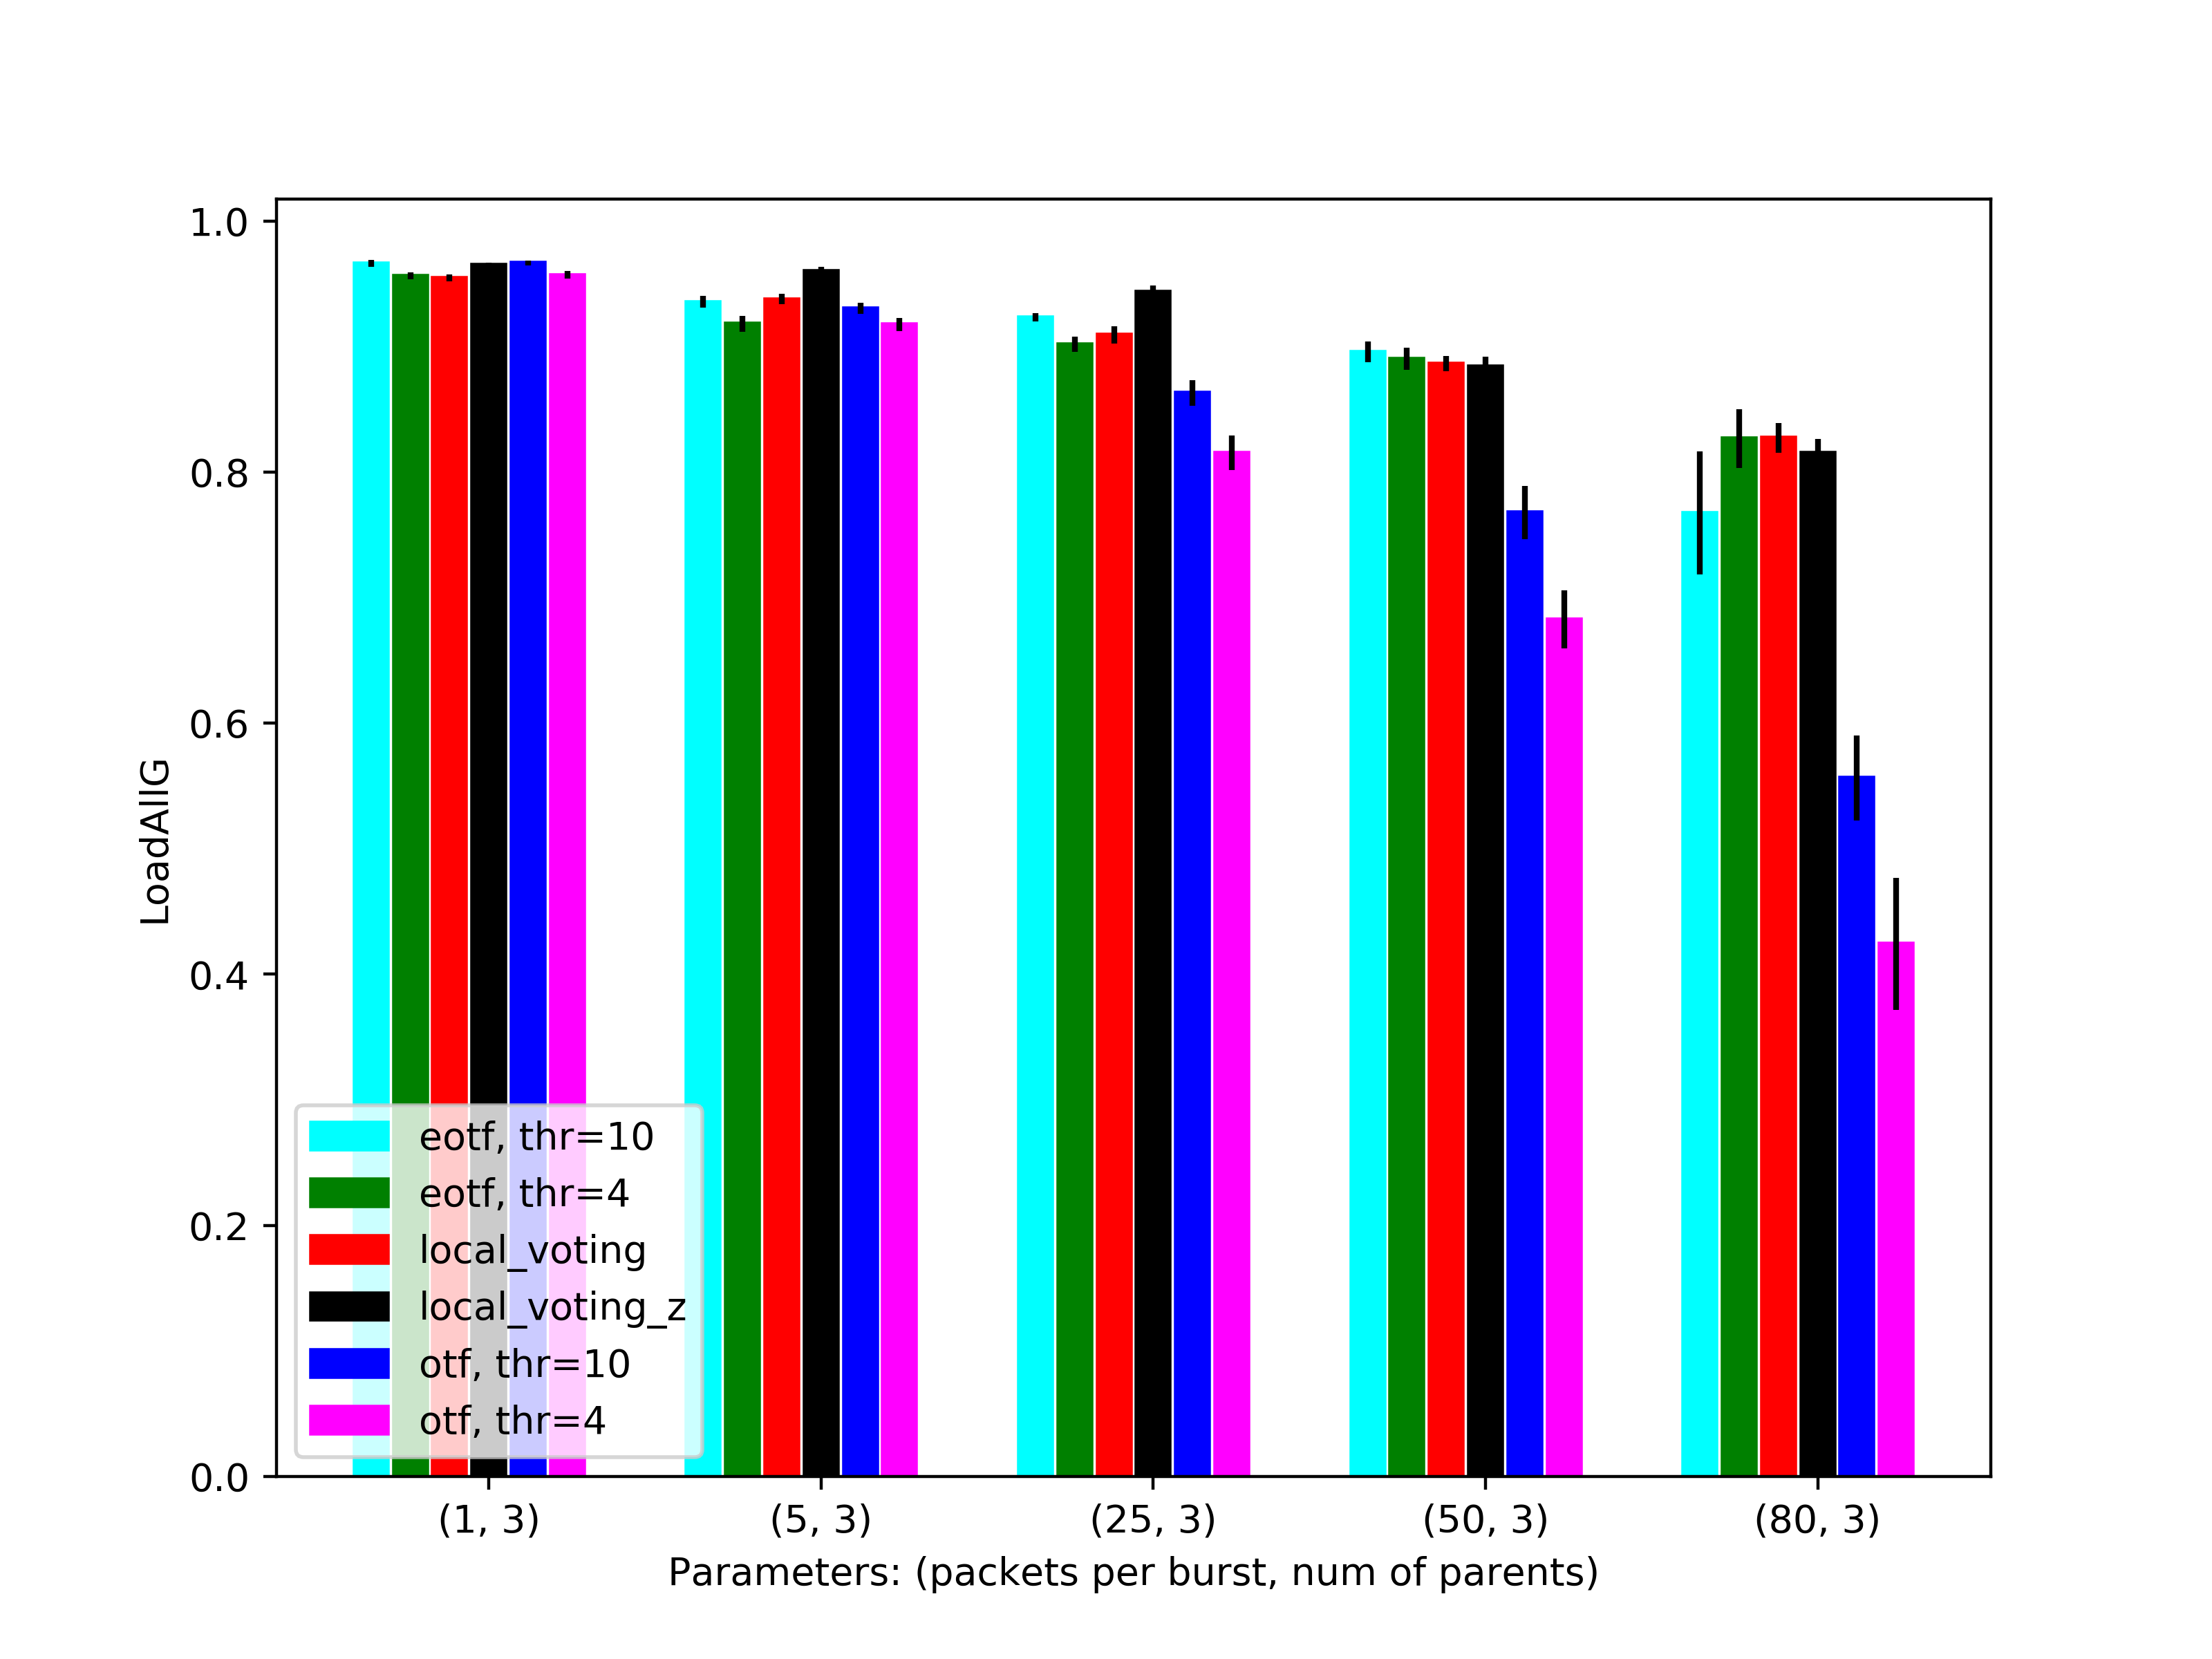 1.0
0.8
0.6
0.4
0.2
0.0
LoadAllG
eotf, thr=10
eotf, thr=4
local_voting
local_voting_z
otf, thr=10
otf, thr=4
(1, 3)
(5, 3)
(25, 3)
(50, 3)
(80, 3)
Parameters: (packets per burst, num of parents)